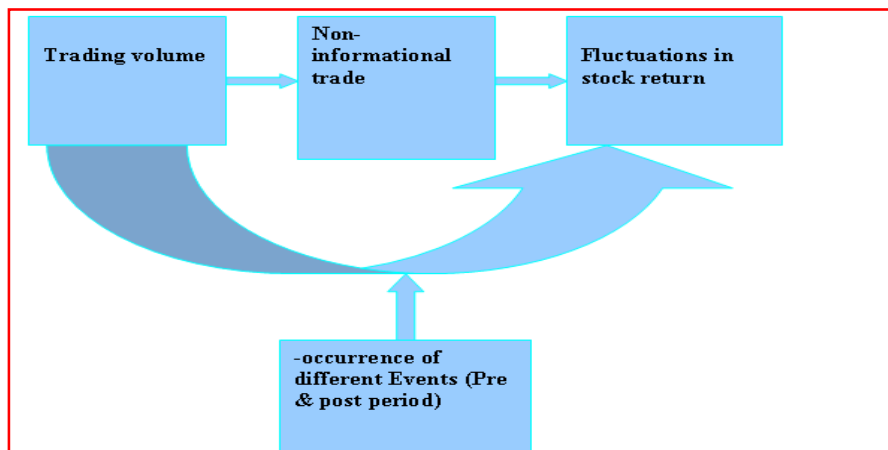 Trading volume
Non-
informational
trade
Fluctuations in
stock return
-occurrence of
different Events (Pre
& post period)